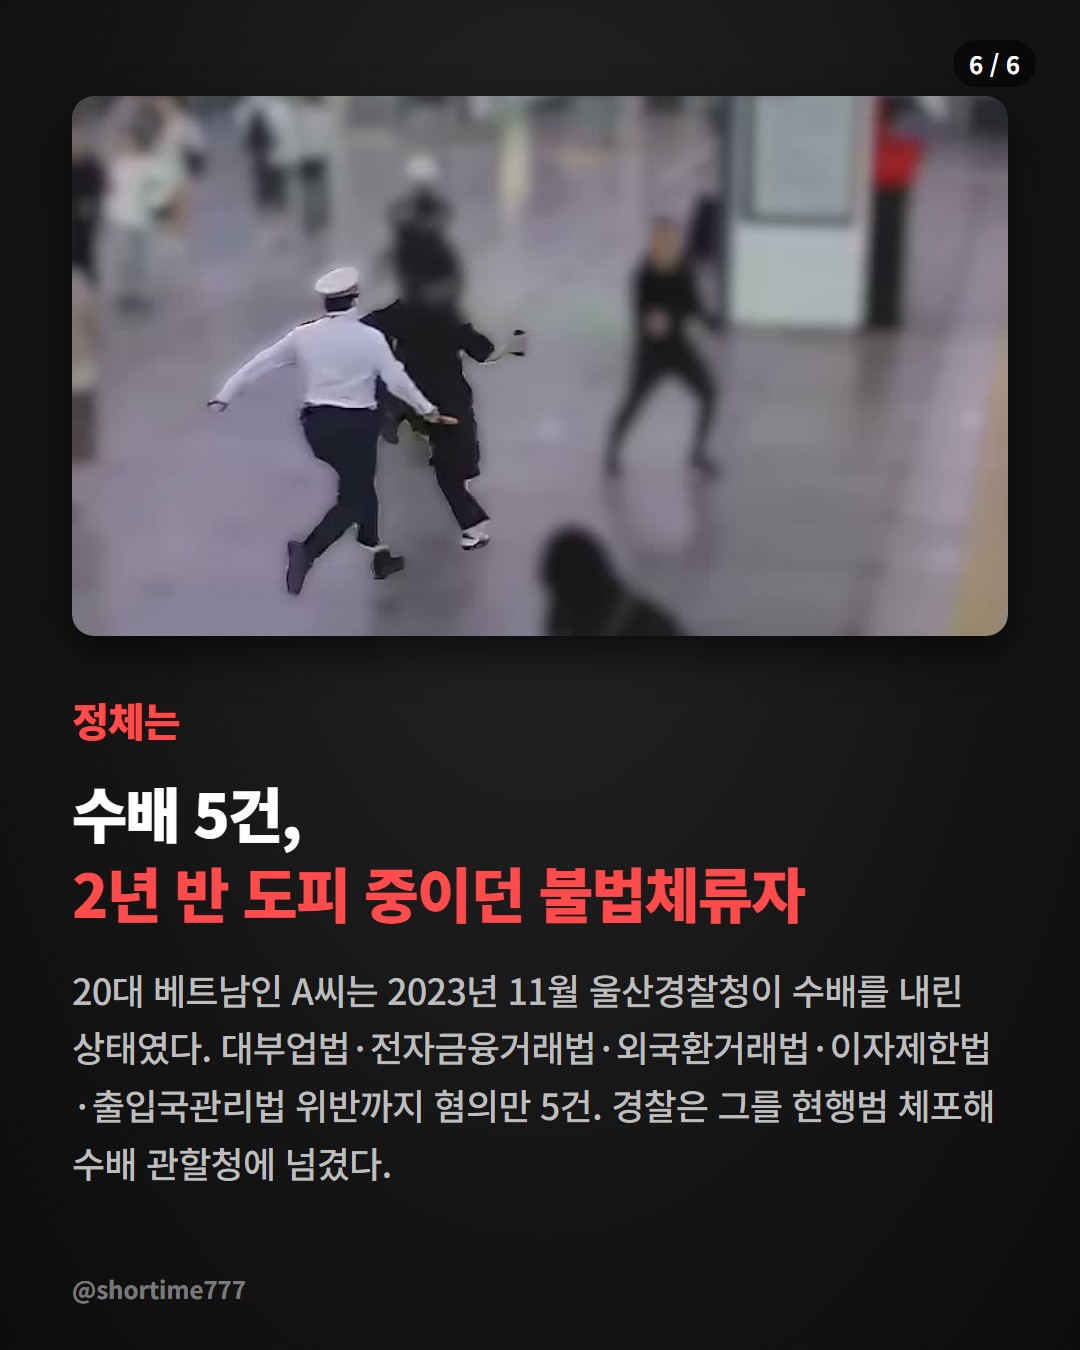 6 / 6
정체는
수배 5건,
2년 반 도피 중이던 불법체류자
20대 베트남인 A씨는 2023년 11월 울산경찰청이 수배를 내린
상태였다. 대부업법·전자금융거래법·외국환거래법·이자제한법
·출입국관리법 위반까지 혐의만 5건. 경찰은 그를 현행범 체포해
수배 관할청에 넘겼다.
@shortime777